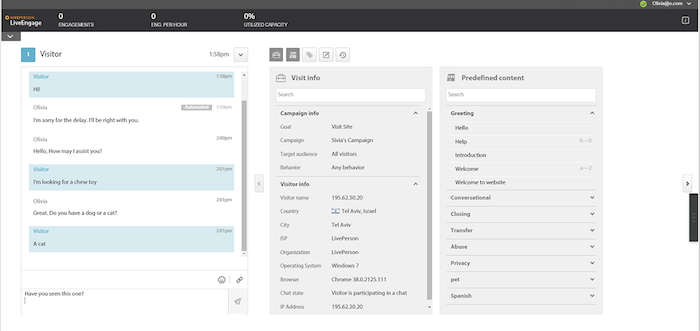 Olivia@o.com
LIVEPERSON
LiveEngage
0
ENGAGEMENTS
0
ENG. PER HOUR
0%
UTILIZED CAPACITY
1
Visitor
1:58pm
Visitor
1:58pm
Hi!
Olivia
Automated
1:59pm
I'm sorry for the delay. I'll be right with you.
Olivia
2:00pm
Hello, How may I assist you?
Visitor
2:01pm
I'm looking for a chew toy
Olivia
2:01pm
Great. Do you have a dog or a cat?
Visitor
2:01pm
A cat
Have you seen this one?
Visit info
Search
Campaign info
Goal Visit Site
Campaign Sivia's Campaign
Target audience All visitors
Behavior Any behavior
Visitor info
Visitor name 195.62.30.20
Country Tel Aviv, Israel
City Tel Aviv
ISP LivePerson
Organization LivePerson
Operating System Windows 7
Browser Chrome 38.0.2125.111
Chat state Visitor is participating in a chat
IP Address 195.62.30.20
Predefined content
Search
Greeting
Hello
Help
Introduction
Welcome
Welcome to website
Conversational
Closing
Transfer
Abuse
Privacy
pet
Spanish